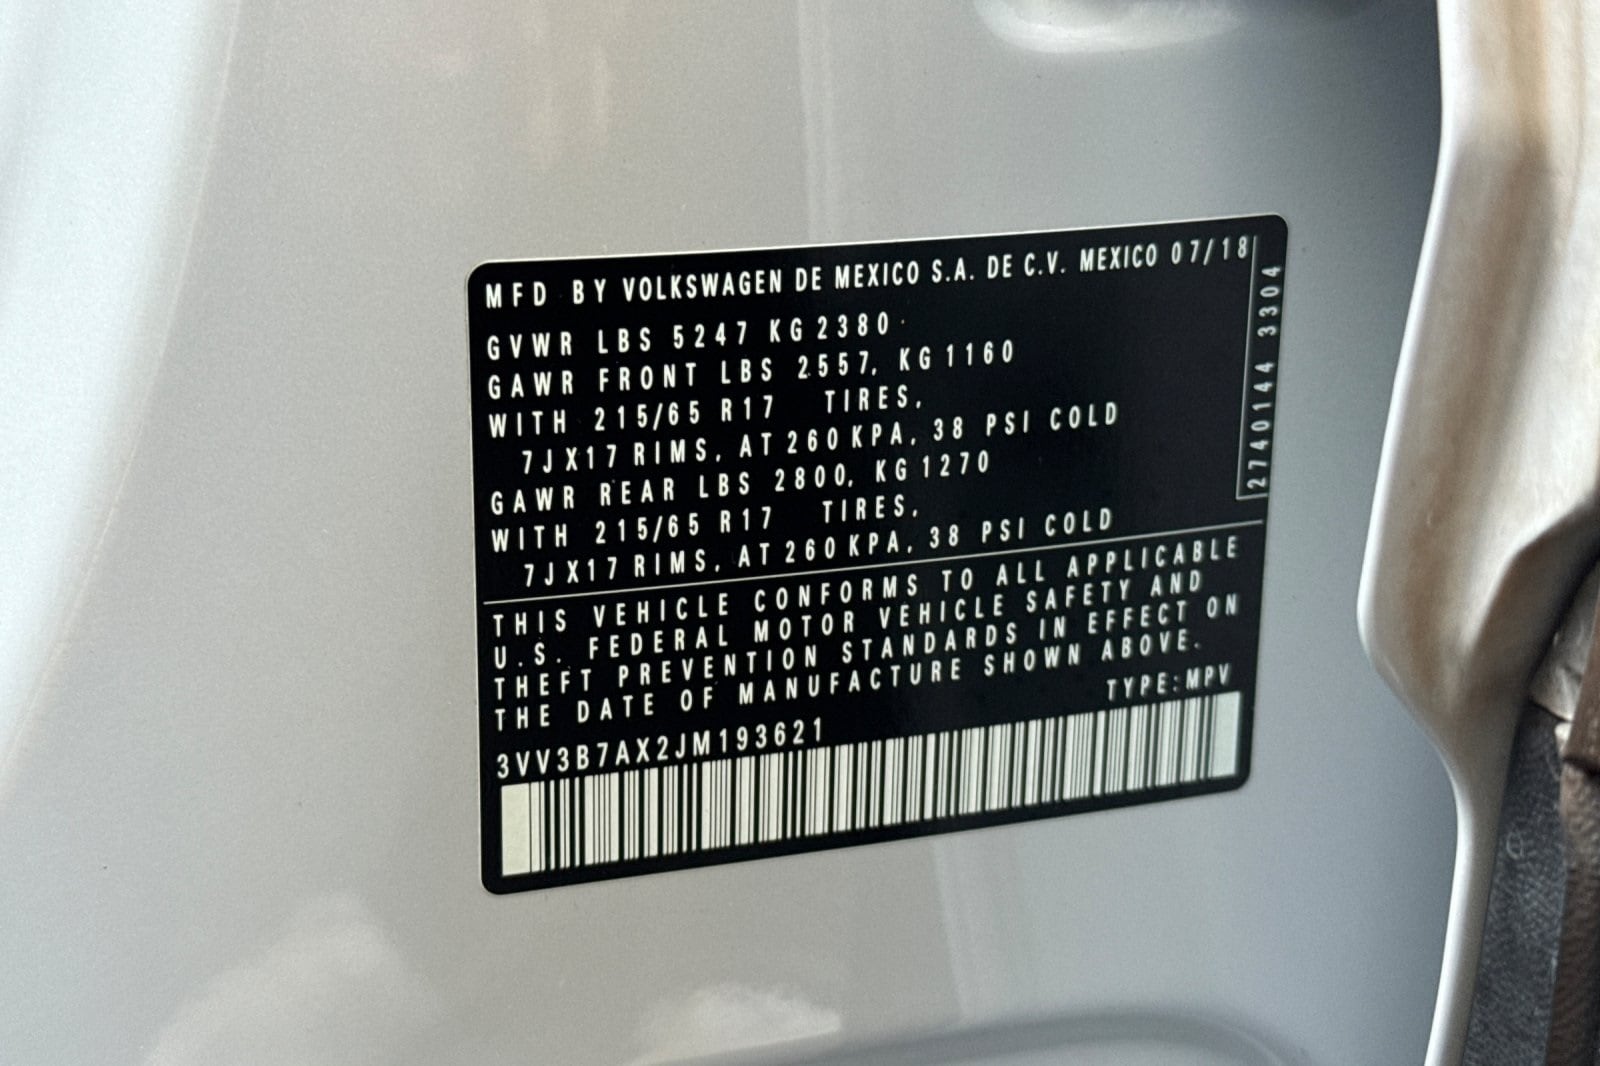 MFD BY VOLKSWAGEN DE MEXICO S.A. DE C.V. MEXICO 07/18
GVWR LBS 5247 KG 2380
GAWR FRONT LBS 2557, KG 1160
WITH 215/65 R17 TIRES,
7JX17 RIMS, AT 260 KPA, 38 PSI COLD
GAWR REAR LBS 2800, KG 1270
WITH 215/65 R17 TIRES,
7JX17 RIMS, AT 260 KPA, 38 PSI COLD
2740144 3304
THIS VEHICLE CONFORMS TO ALL APPLICABLE
U.S. FEDERAL MOTOR VEHICLE SAFETY AND
THEFT PREVENTION STANDARDS IN EFFECT ON
THE DATE OF MANUFACTURE SHOWN ABOVE.
TYPE:MPV
3VV3B7AX2JM193621